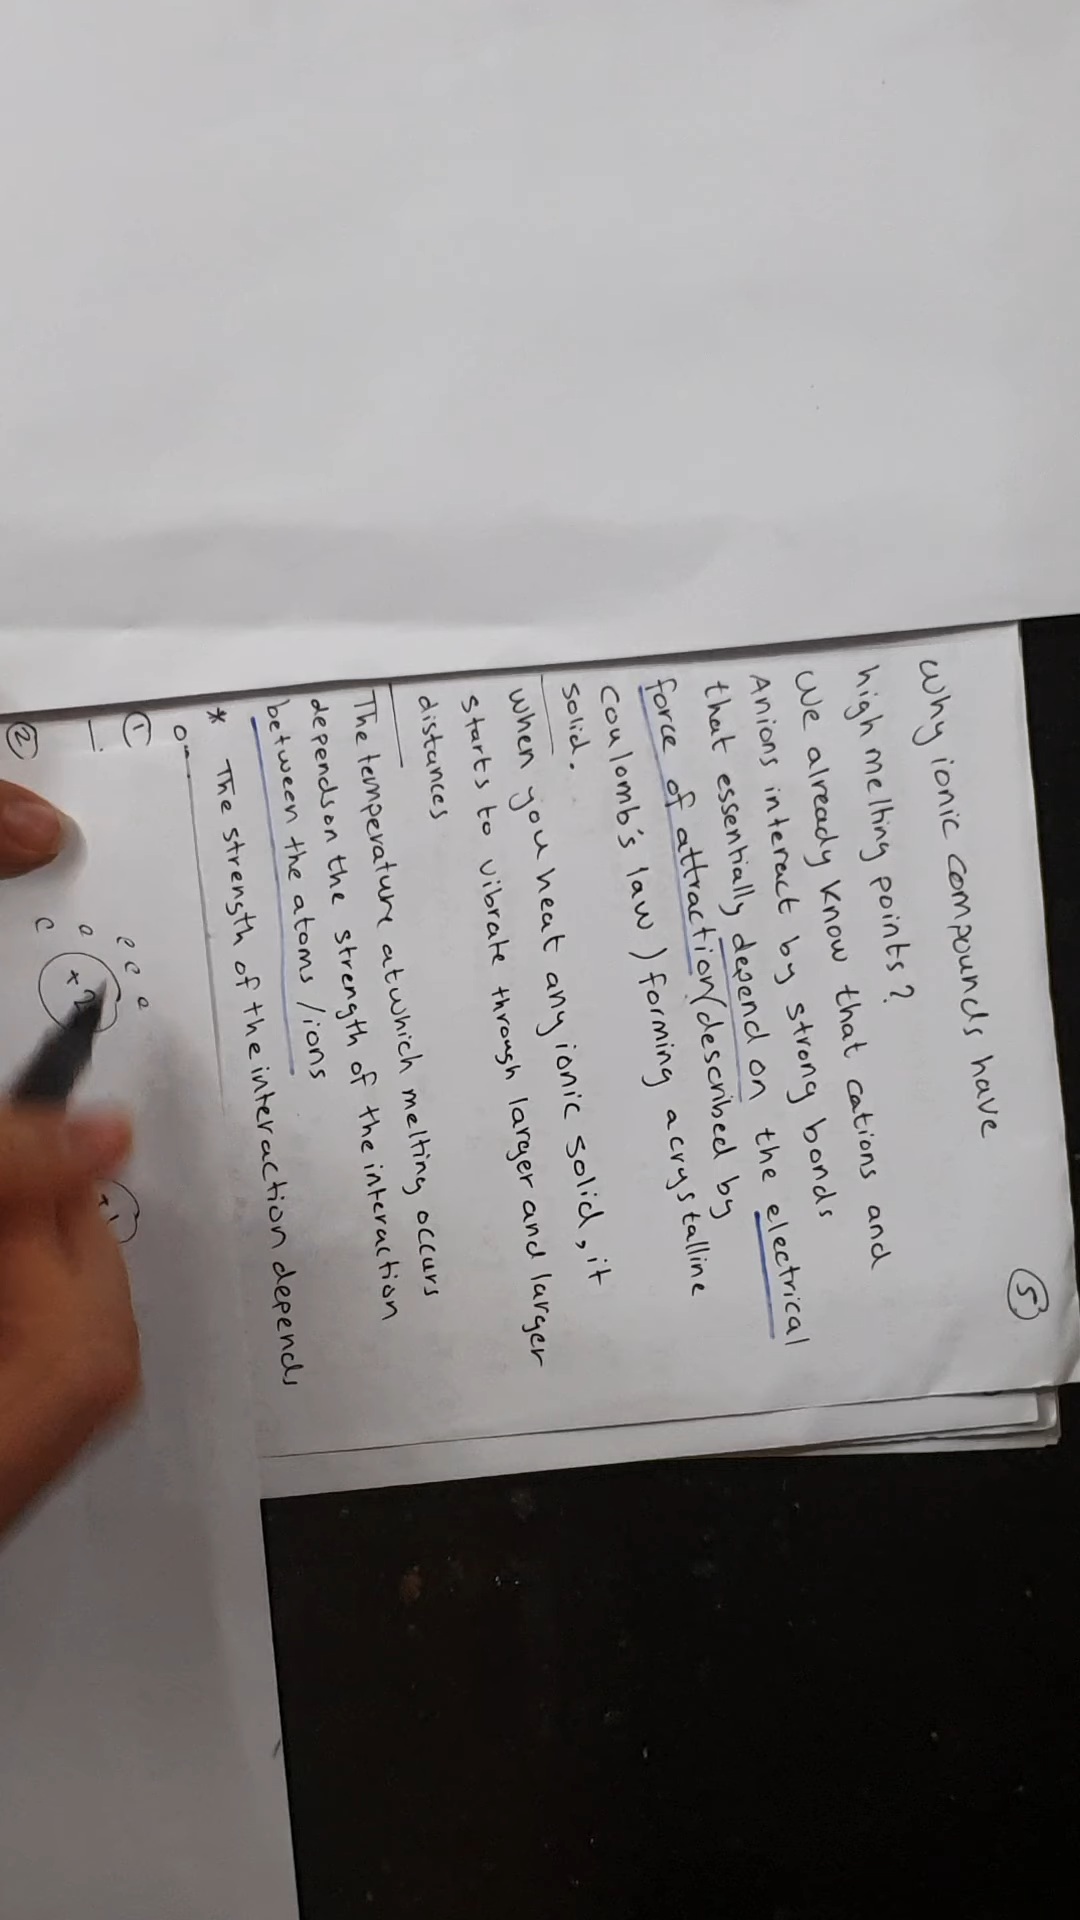 5
Why ionic compounds have
high melting points?
We already know that cations and
Anions interact by strong bonds
that essentially depend on the electrical
force of attraction (described by
coulomb's law) forming a crystalline
solid.
when you heat any ionic solid, it
starts to vibrate through larger and larger
distances
The temperature at which melting occurs
depends on the strength of the interaction
between the atoms/ions
* The strength of the interaction depends
on
1
2
e e e
e
+2
e
+1